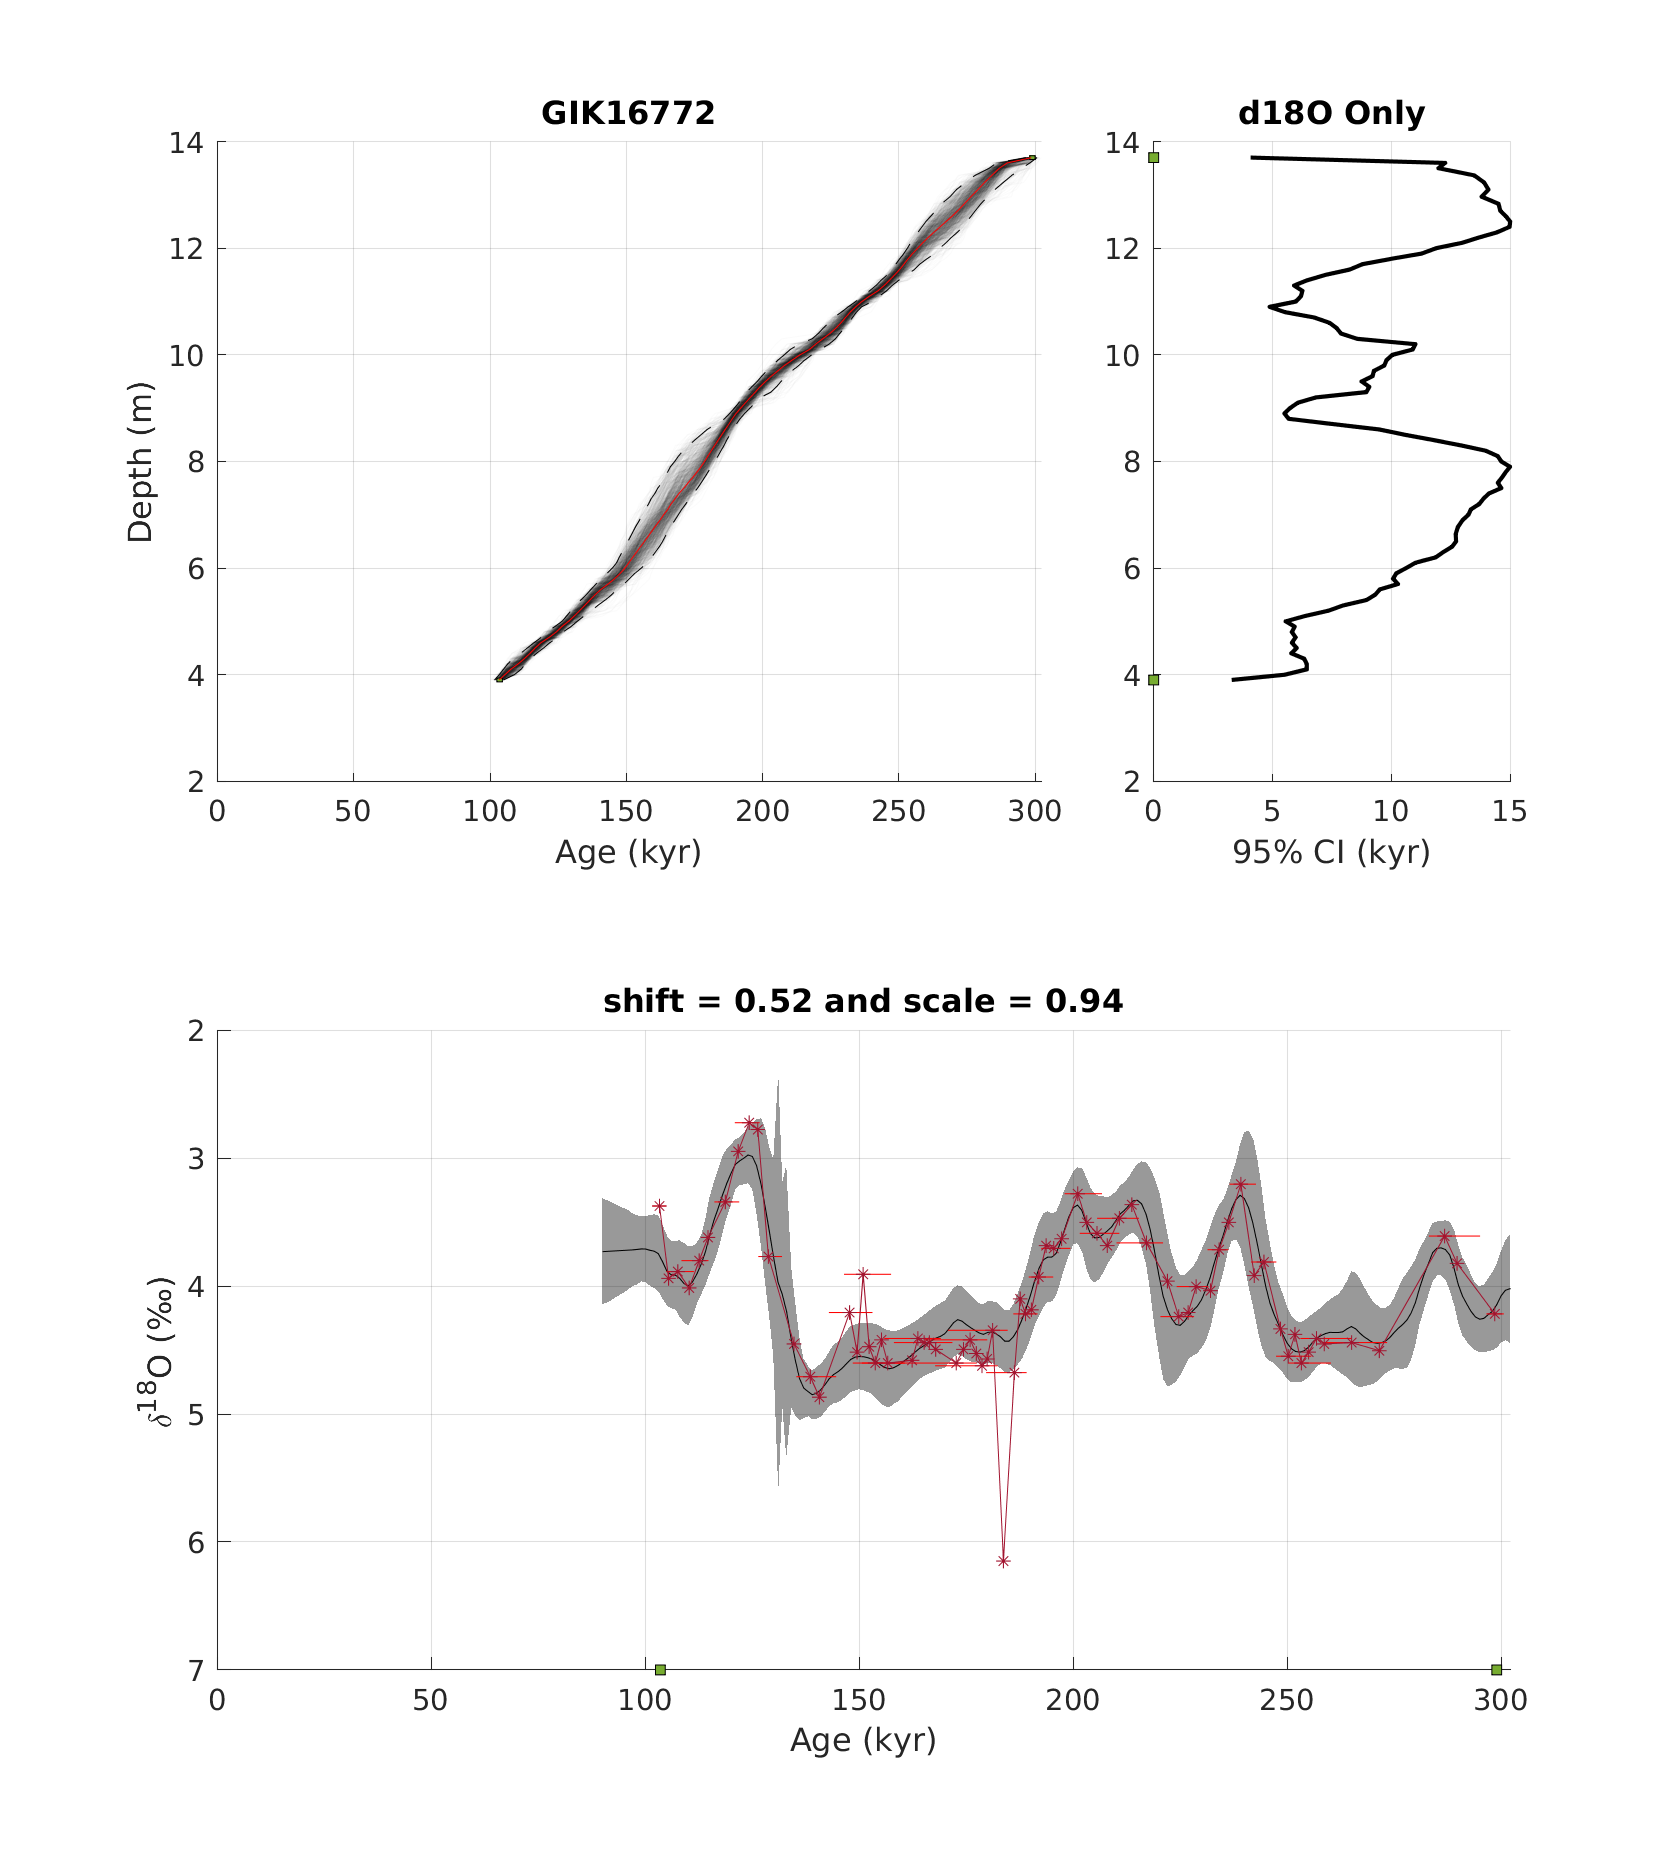 GIK16772
d18O Only
14
12
10
8
6
4
2
Depth (m)
0 50 100 150 200 250 300
Age (kyr)
14
12
10
8
6
4
2
0 5 10 15
95% CI (kyr)
shift = 0.52 and scale = 0.94
2
3
4
5
6
7
δ¹⁸O (‰)
0 50 100 150 200 250 300
Age (kyr)